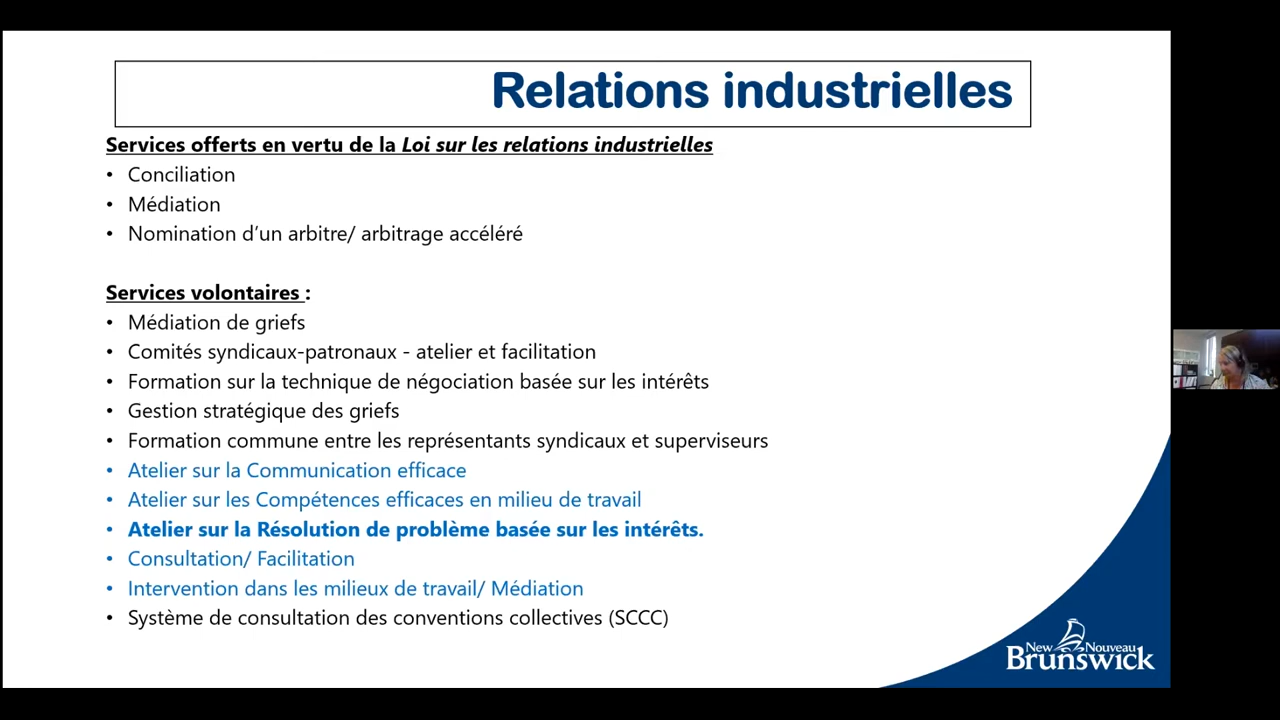 Relations industrielles
Services offerts en vertu de la Loi sur les relations industrielles
• Conciliation
• Médiation
• Nomination d’un arbitre/ arbitrage accéléré
Services volontaires :
• Médiation de griefs
• Comités syndicaux-patronaux - atelier et facilitation
• Formation sur la technique de négociation basée sur les intérêts
• Gestion stratégique des griefs
• Formation commune entre les représentants syndicaux et superviseurs
• Atelier sur la Communication efficace
• Atelier sur les Compétences efficaces en milieu de travail
• Atelier sur la Résolution de problème basée sur les intérêts.
• Consultation/ Facilitation
• Intervention dans les milieux de travail/ Médiation
• Système de consultation des conventions collectives (SCCC)
New Nouveau
Brunswick